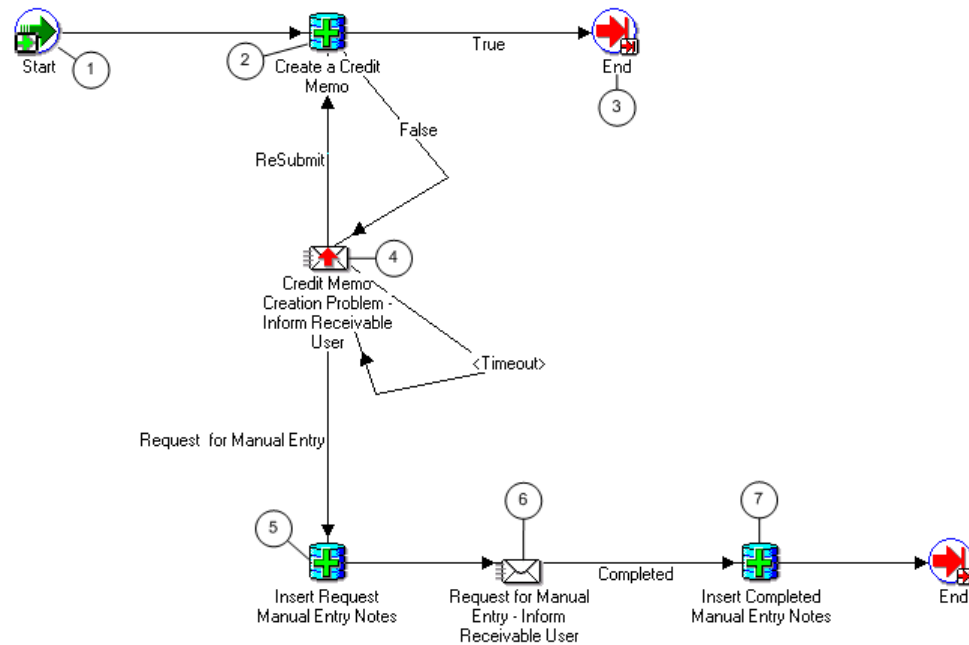 Start
1
2
Create a Credit
Memo
True
End
3
False
ReSubmit
4
Credit Memo
Creation Problem -
Inform Receivable
User
<Timeout>
Request for Manual Entry
5
6
7
Completed
Insert Request
Manual Entry Notes
Request for Manual
Entry - Inform
Receivable User
Insert Completed
Manual Entry Notes
End